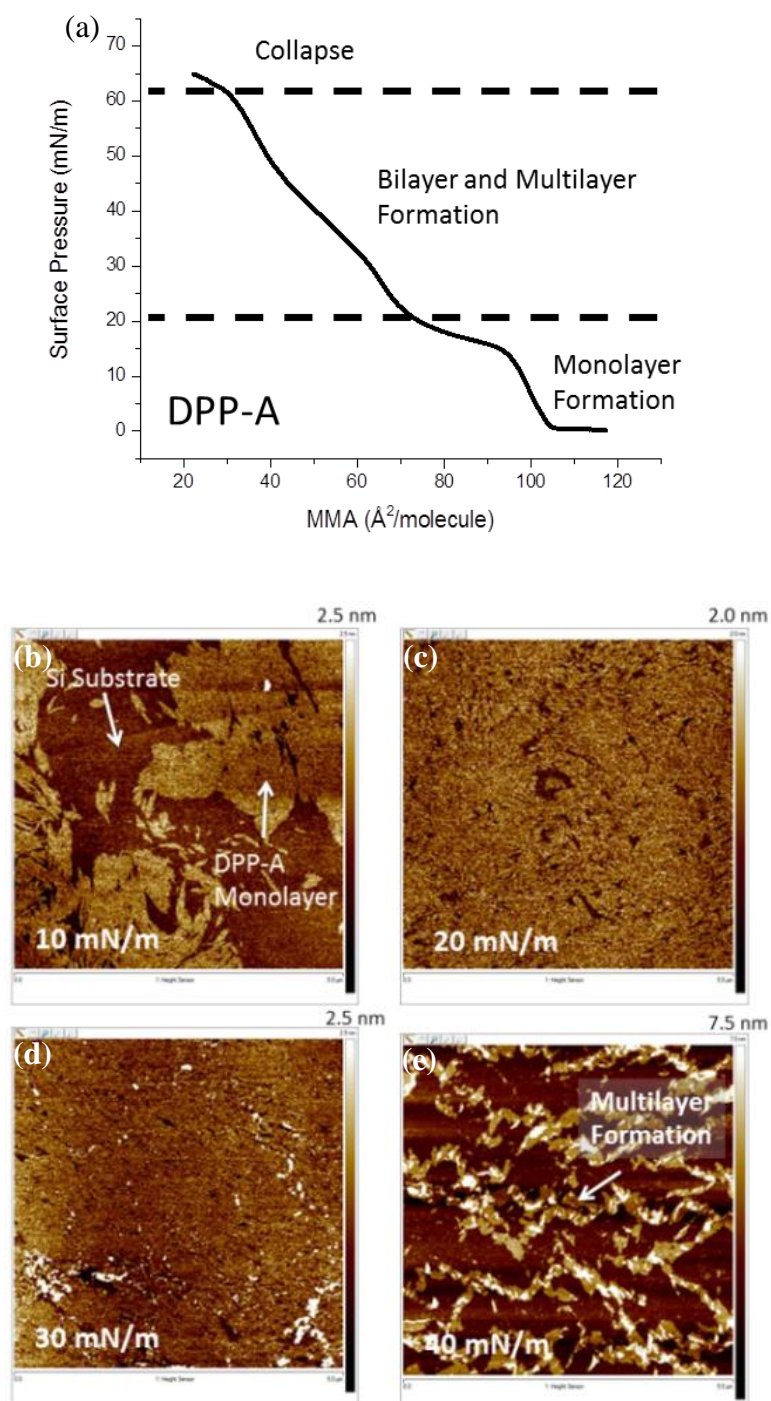 (a)
70
60
50
40
30
20
10
0
Surface Pressure (mN/m)
Collapse
Bilayer and Multilayer
Formation
Monolayer
Formation
DPP-A
20 40 60 80 100 120
MMA (Å²/molecule)
2.5 nm
(b)
Si Substrate
DPP-A
Monolayer
10 mN/m
2.0 nm
(c)
20 mN/m
2.5 nm
(d)
30 mN/m
7.5 nm
(e)
Multilayer
Formation
40 mN/m